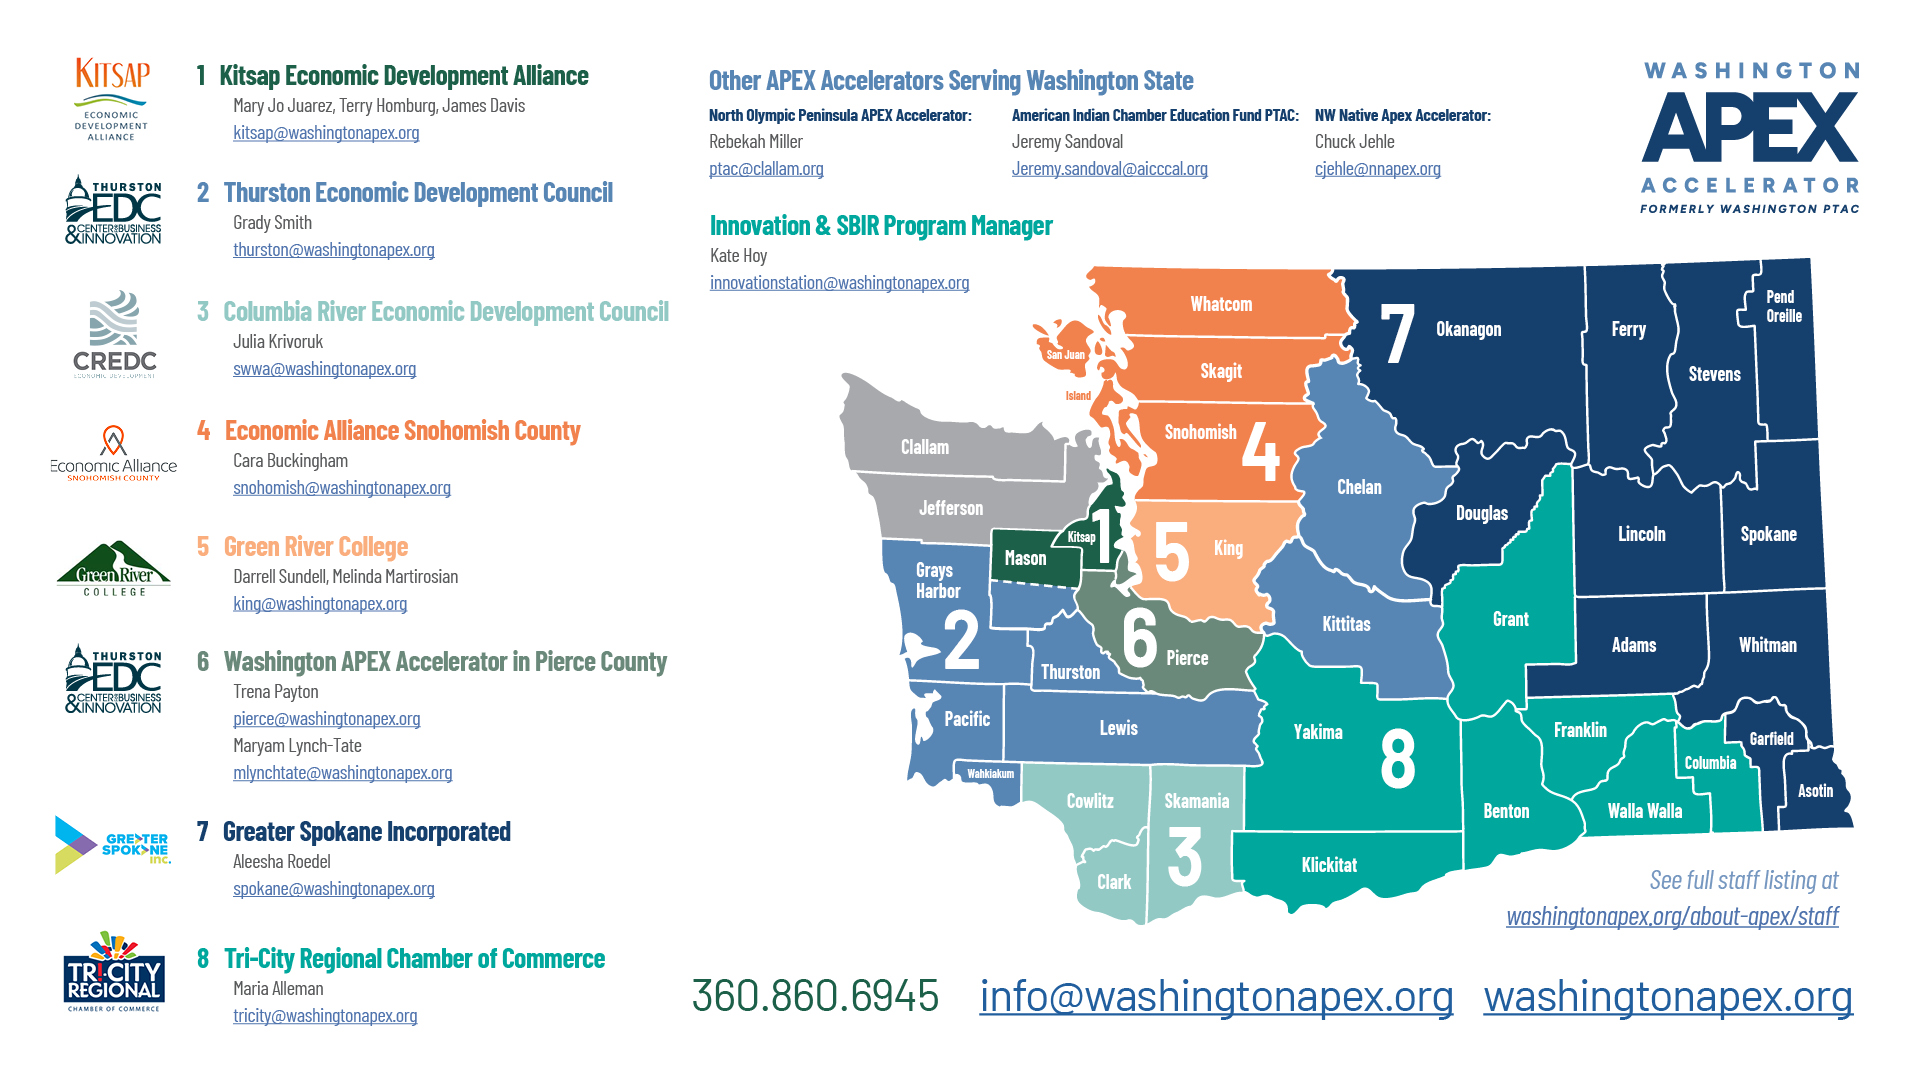 KITSAP
ECONOMIC
DEVELOPMENT
ALLIANCE
1 Kitsap Economic Development Alliance
Mary Jo Juarez, Terry Homburg, James Davis
kitsap@washingtonapex.org
THURSTON
EDC
& CENTER FOR BUSINESS
INNOVATION
2 Thurston Economic Development Council
Grady Smith
thurston@washingtonapex.org
CREDC
ECONOMIC DEVELOPMENT
3 Columbia River Economic Development Council
Julia Krivoruk
swwa@washingtonapex.org
Economic Alliance
SNOHOMISH COUNTY
4 Economic Alliance Snohomish County
Cara Buckingham
snohomish@washingtonapex.org
Green River
COLLEGE
5 Green River College
Darrell Sundell, Melinda Martirosian
king@washingtonapex.org
THURSTON
EDC
& CENTER FOR BUSINESS
INNOVATION
6 Washington APEX Accelerator in Pierce County
Trena Payton
pierce@washingtonapex.org
Maryam Lynch-Tate
mlynchtate@washingtonapex.org
GREATER
SPOKANE
inc.
7 Greater Spokane Incorporated
Aleesha Roedel
spokane@washingtonapex.org
TRI-CITY
REGIONAL
CHAMBER OF COMMERCE
8 Tri-City Regional Chamber of Commerce
Maria Alleman
tricity@washingtonapex.org
Other APEX Accelerators Serving Washington State
North Olympic Peninsula APEX Accelerator:
Rebekah Miller
ptac@clallam.org
American Indian Chamber Education Fund PTAC:
Jeremy Sandoval
Jeremy.sandoval@aicccal.org
NW Native Apex Accelerator:
Chuck Jehle
cjehle@nnapex.org
Innovation & SBIR Program Manager
Kate Hoy
innovationstation@washingtonapex.org
WASHINGTON
APEX
ACCELERATOR
FORMERLY WASHINGTON PTAC
Whatcom
San Juan
Skagit
Island
Snohomish
4
7
Okanagon
Ferry
Stevens
Pend
Oreille
Clallam
Jefferson
Chelan
Douglas
Lincoln
Spokane
Mason
Kitsap
1
5
King
Grays
Harbor
2
Thurston
6
Pierce
Kittitas
Grant
Adams
Whitman
Pacific
Lewis
Yakima
8
Franklin
Columbia
Garfield
Asotin
Wahkiakum
Cowlitz
Skamania
3
Clark
Klickitat
Benton
Walla Walla
See full staff listing at
washingtonapex.org/about-apex/staff
360.860.6945
info@washingtonapex.org
washingtonapex.org